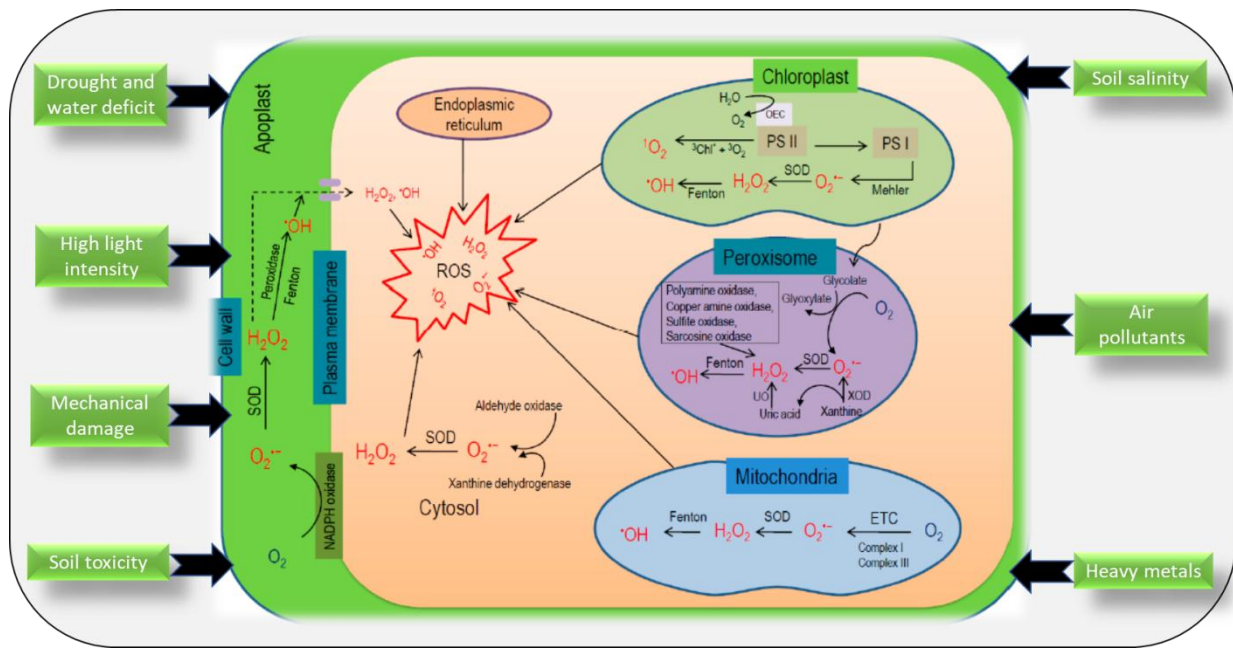 Drought and
water deficit
High light
intensity
Mechanical
damage
Soil toxicity
Soil salinity
Air
pollutants
Heavy metals
Apoplast
Cell wall
Plasma membrane
•OH
Peroxidase
Fenton
H₂O₂
SOD
O₂•−
NADPH oxidase
O₂
H₂O₂, •OH
Endoplasmic
reticulum
ROS
•OH
H₂O₂
¹O₂
O₂•−
H₂O₂
SOD
O₂•−
Aldehyde oxidase
Xanthine dehydrogenase
Cytosol
Chloroplast
H₂O
O₂
OEC
PS II
PS I
¹O₂
³Chl* + ³O₂
•OH
Fenton
H₂O₂
SOD
O₂•−
Mehler
Peroxisome
Glycolate
Glyoxylate
O₂
Polyamine oxidase,
Copper amine oxidase,
Sulfite oxidase,
Sarcosine oxidase
•OH
Fenton
H₂O₂
SOD
O₂•−
UO
Uric acid
XOD
Xanthine
Mitochondria
•OH
Fenton
H₂O₂
SOD
O₂•−
ETC
O₂
Complex I
Complex III